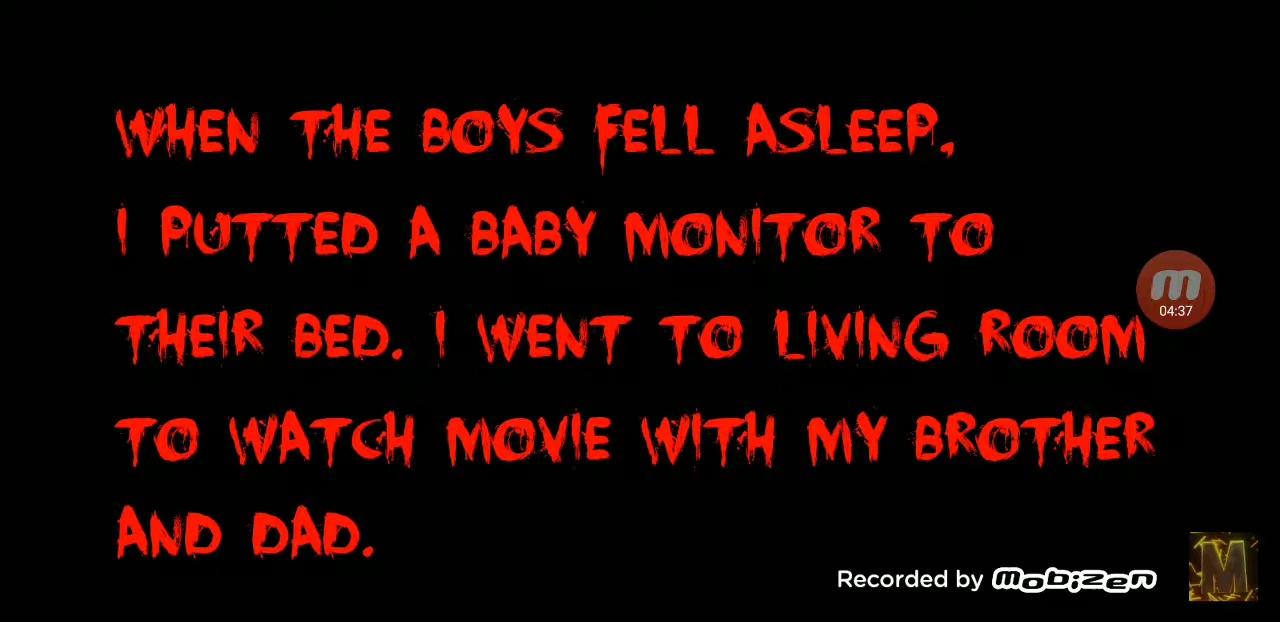 WHEN THE BOYS FELL ASLEEP,
I PUTTED A BABY MONITOR TO
THEIR BED. I WENT TO LIVING ROOM
TO WATCH MOVIE WITH MY BROTHER
AND DAD.
m
04:37
Recorded by mobizen
M